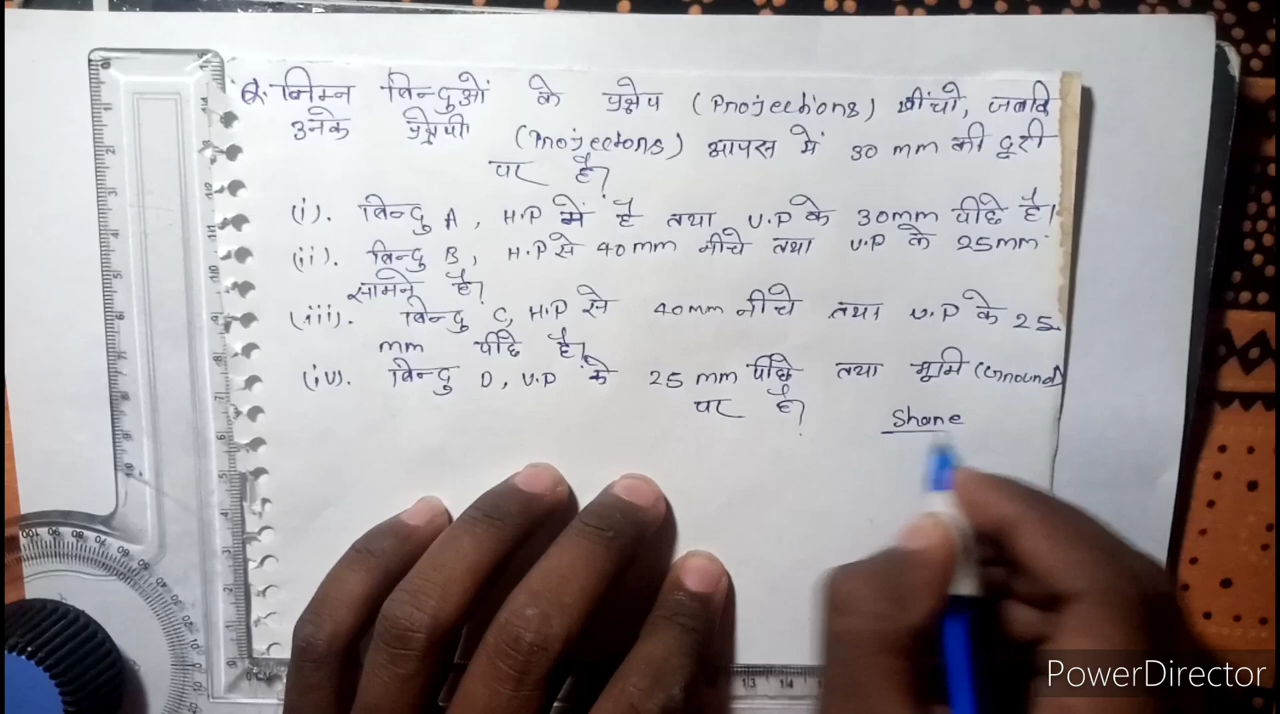 Q. निम्न बिन्दुओं के प्रक्षेप (Projections) खींचो, जबकि
उनके प्रक्षेपी (Projectors) आपस में 30 mm की दूरी
पर है।
(i). बिन्दु A, H.P में है तथा V.P के 30mm पीछे है।
(ii). बिन्दु B, H.P से 40mm नीचे तथा V.P के 25mm
सामने है।
(iii). बिन्दु C, H.P से 40mm नीचे तथा V.P के 25
mm पीछे है।
(iv). बिन्दु D, V.P के 25 mm पीछे तथा भूमी (Ground)
पर है।
Share
PowerDirector